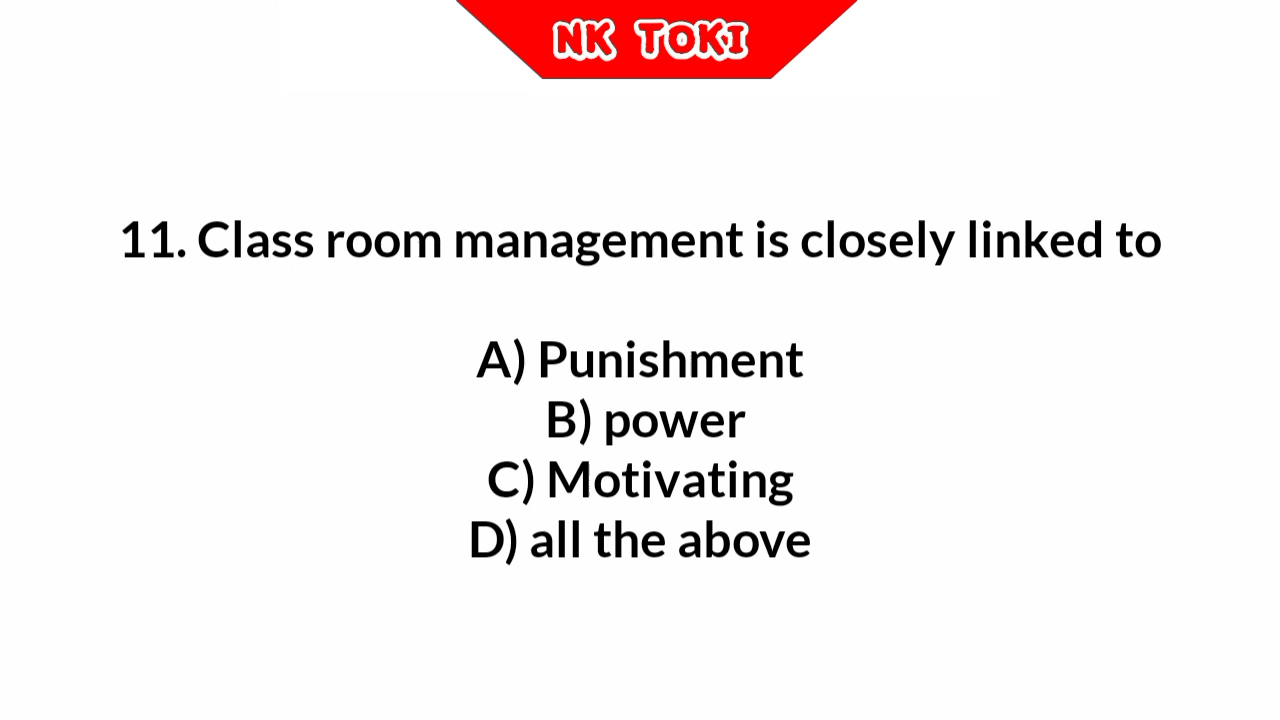 NK TOKI
11. Class room management is closely linked to
A) Punishment
B) power
C) Motivating
D) all the above